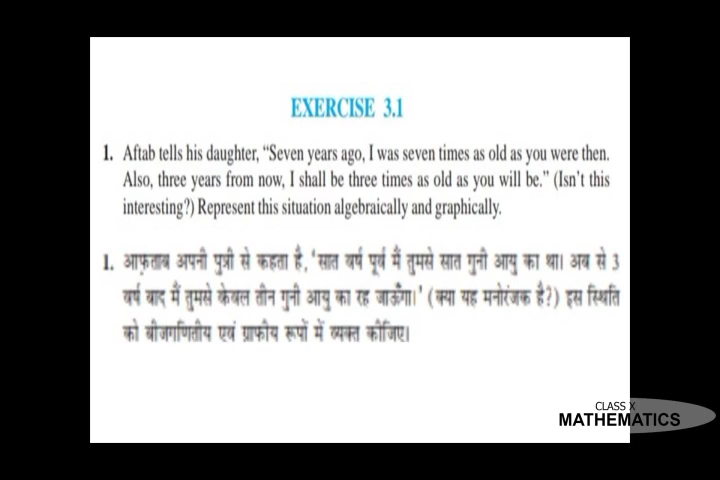 EXERCISE 3.1
1. Aftab tells his daughter, “Seven years ago, I was seven times as old as you were then.
Also, three years from now, I shall be three times as old as you will be.” (Isn’t this
interesting?) Represent this situation algebraically and graphically.
1. आफ़ताब अपनी पुत्री से कहता है, ‘सात वर्ष पूर्व मैं तुमसे सात गुनी आयु का था। अब से 3
वर्ष बाद मैं तुमसे केवल तीन गुनी आयु का रह जाऊँगा।’ (क्या यह मनोरंजक है?) इस स्थिति
को बीजगणितीय एवं ग्राफीय रूपों में व्यक्त कीजिए।
CLASS X
MATHEMATICS